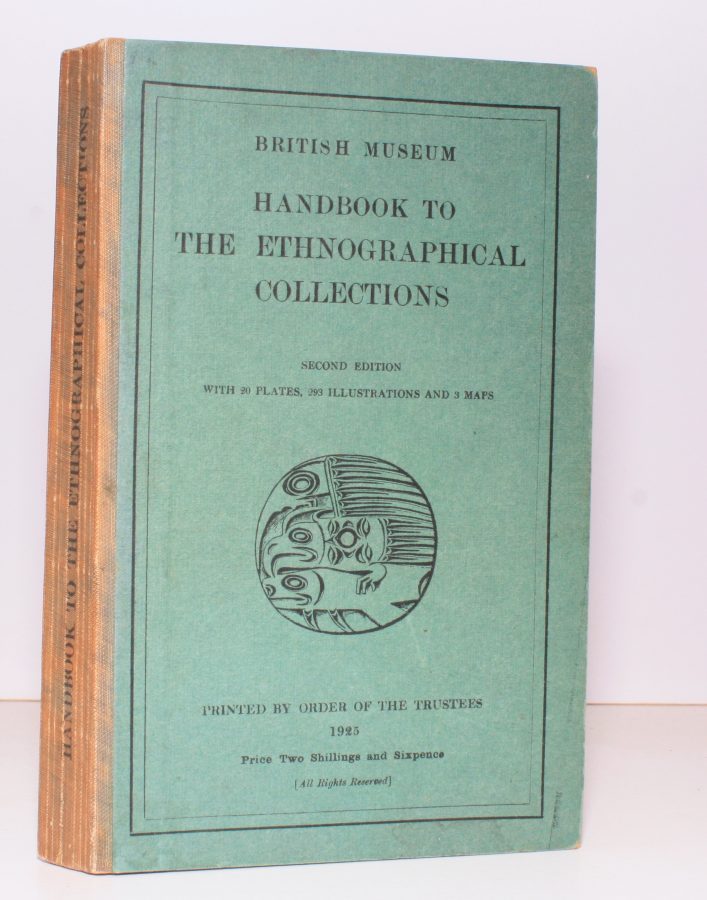 HANDBOOK TO THE ETHNOGRAPHICAL COLLECTIONS
BRITISH MUSEUM
HANDBOOK TO
THE ETHNOGRAPHICAL
COLLECTIONS
SECOND EDITION
WITH 20 PLATES, 293 ILLUSTRATIONS AND 3 MAPS
PRINTED BY ORDER OF THE TRUSTEES
1925
Price Two Shillings and Sixpence
[All Rights Reserved]